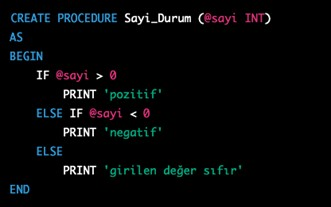 CREATE PROCEDURE Sayi_Durum (@sayi INT)
AS
BEGIN
    IF @sayi > 0
        PRINT 'pozitif'
    ELSE IF @sayi < 0
        PRINT 'negatif'
    ELSE
        PRINT 'girilen değer sıfır'
END